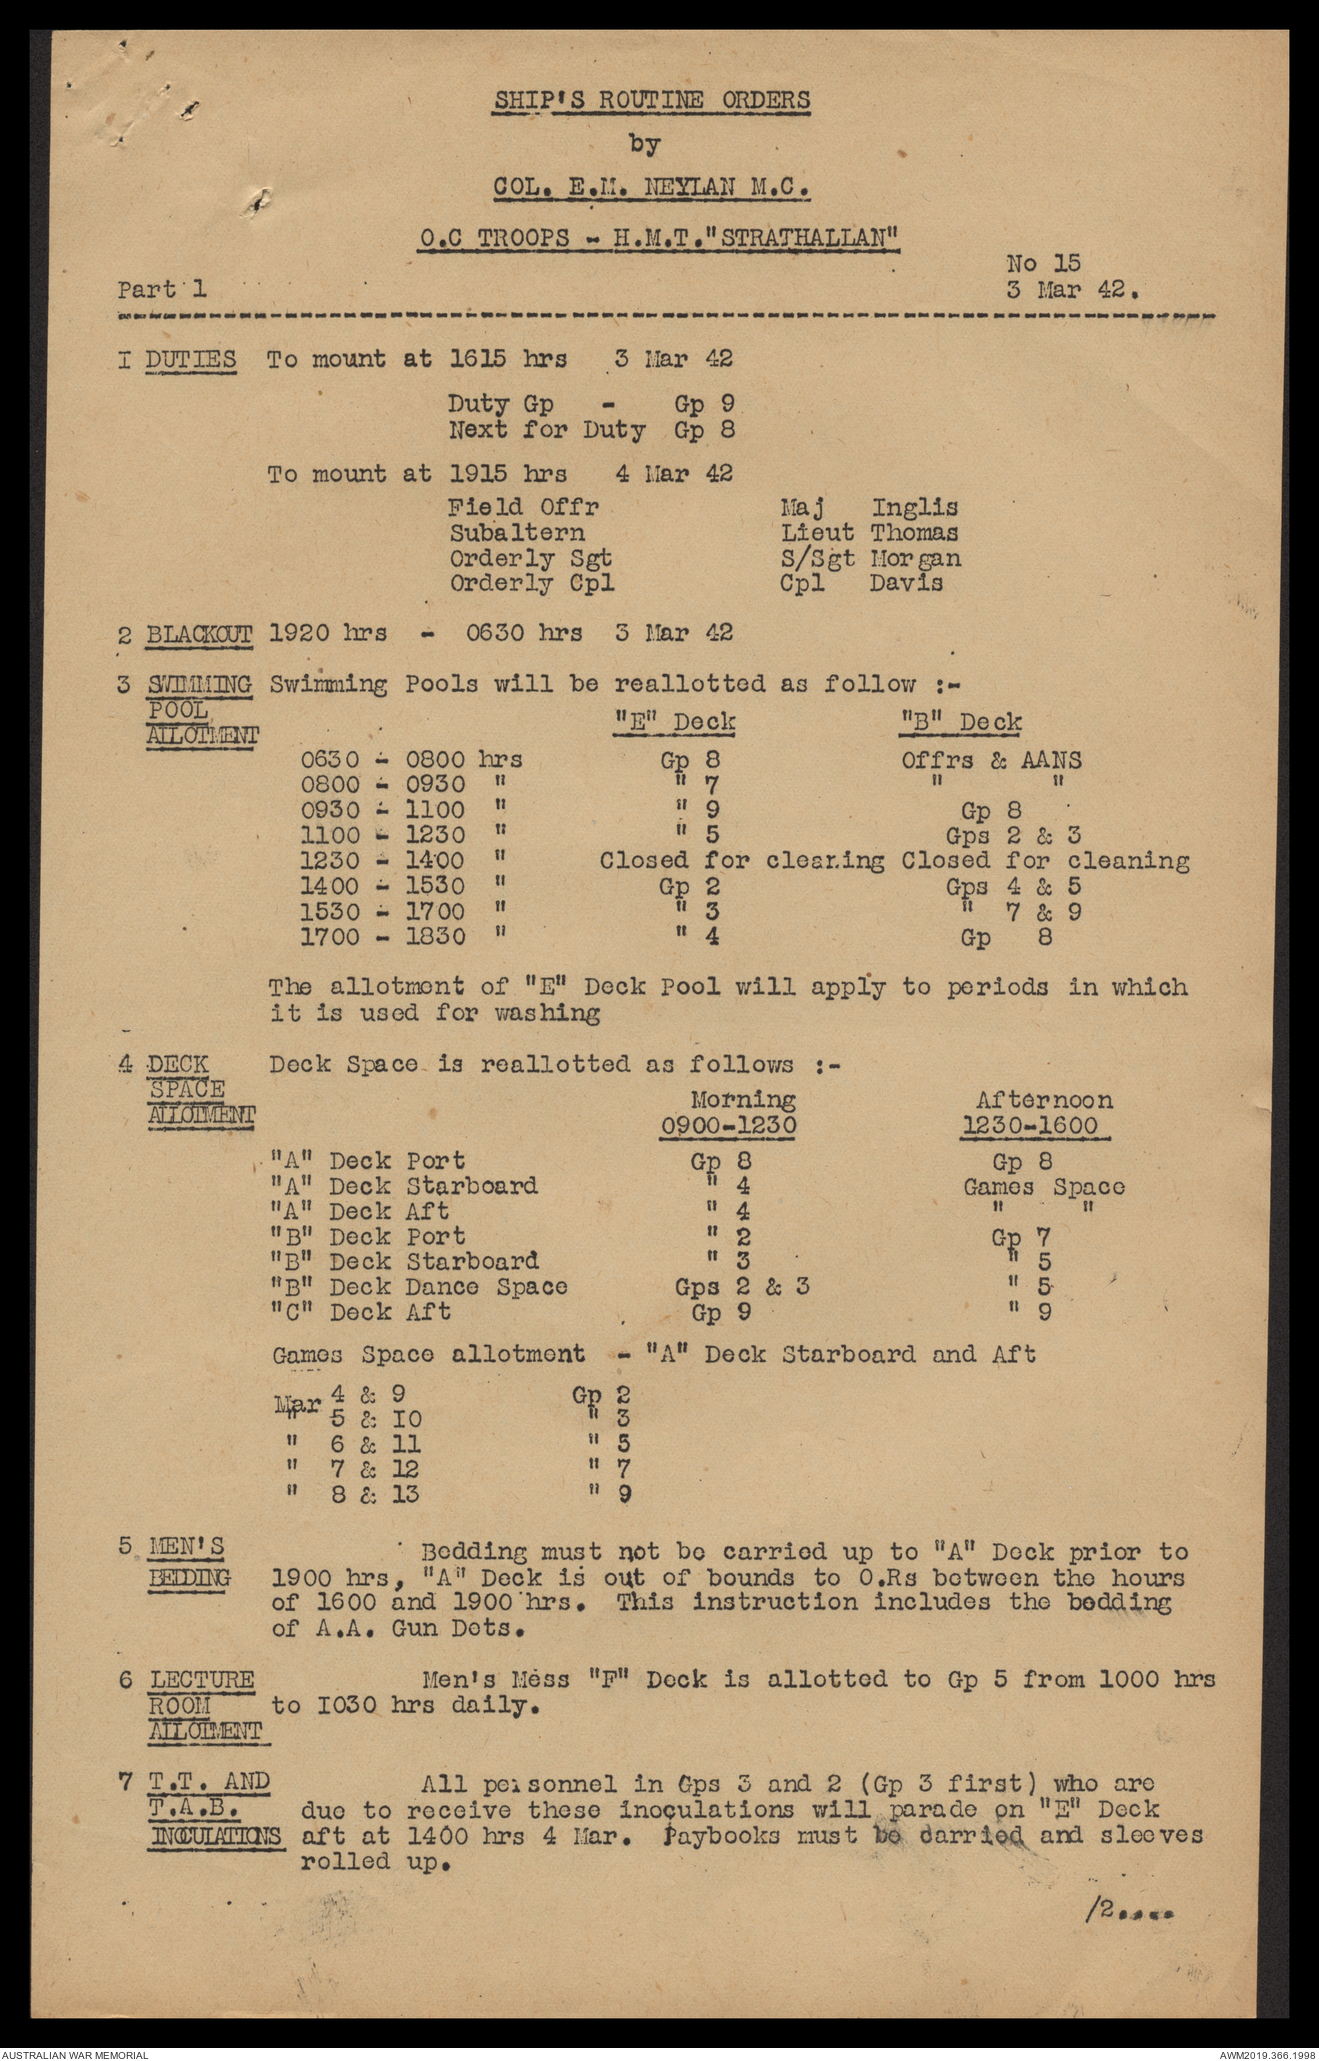 SHIP'S ROUTINE ORDERS
by
COL. E.M. NEYLAN M.C.
O.C TROOPS - H.M.T."STRATHALLAN"
No 15
Part 1 3 Mar 42.
1 DUTIES To mount at 1615 hrs 3 Mar 42
Duty Gp - Gp 9
Next for Duty Gp 8
To mount at 1915 hrs 4 Mar 42
Field Offr Maj Inglis
Subaltern Lieut Thomas
Orderly Sgt S/Sgt Morgan
Orderly Cpl Cpl Davis
2 BLACKOUT 1920 hrs - 0630 hrs 3 Mar 42
3 SWIMMING Swimming Pools will be reallotted as follow :-
POOL "E" Deck "B" Deck
ALLOTMENT
0630 - 0800 hrs Gp 8 Offrs & AANS
0800 - 0930 " " 7 " "
0930 - 1100 " " 9 Gp 8
1100 - 1230 " " 5 Gps 2 & 3
1230 - 1400 " Closed for cleaning Closed for cleaning
1400 - 1530 " Gp 2 Gps 4 & 5
1530 - 1700 " " 3 " 7 & 9
1700 - 1830 " " 4 Gp 8
The allotment of "E" Deck Pool will apply to periods in which
it is used for washing
4 DECK Deck Space is reallotted as follows :-
SPACE Morning Afternoon
ALLOTMENT 0900-1230 1230-1600
"A" Deck Port Gp 8 Gp 8
"A" Deck Starboard " 4 Games Space
"A" Deck Aft " 4 " "
"B" Deck Port " 2 Gp 7
"B" Deck Starboard " 3 " 5
"B" Deck Dance Space Gps 2 & 3 " 5
"C" Deck Aft Gp 9 " 9
Games Space allotment - "A" Deck Starboard and Aft
Mar 4 & 9 Gp 2
" 5 & IO " 3
" 6 & 11 " 5
" 7 & 12 " 7
" 8 & 13 " 9
5 MEN'S Bedding must not be carried up to "A" Deck prior to
BEDDING 1900 hrs, "A" Deck is out of bounds to O.Rs between the hours
of 1600 and 1900 hrs. This instruction includes the bedding
of A.A. Gun Dets.
6 LECTURE Men's Mess "F" Deck is allotted to Gp 5 from 1000 hrs
ROOM to I030 hrs daily.
ALLOTMENT
7 T.T. AND All personnel in Gps 3 and 2 (Gp 3 first) who are
T.A.B. due to receive these inoculations will parade on "E" Deck
INOCULATIONS aft at 1400 hrs 4 Mar. Paybooks must be carried and sleeves
rolled up.
/2....
AUSTRALIAN WAR MEMORIAL AWM2019.366.1998